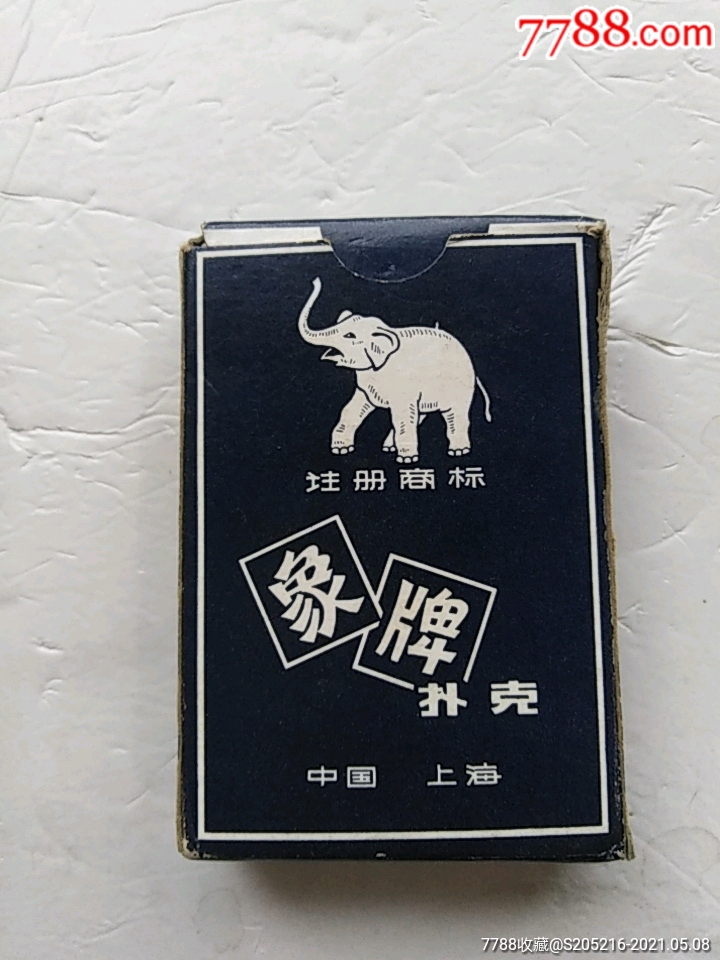 7788.com
注册商标
象牌
扑克
中国 上海
7788收藏@S205216-2021.05.08